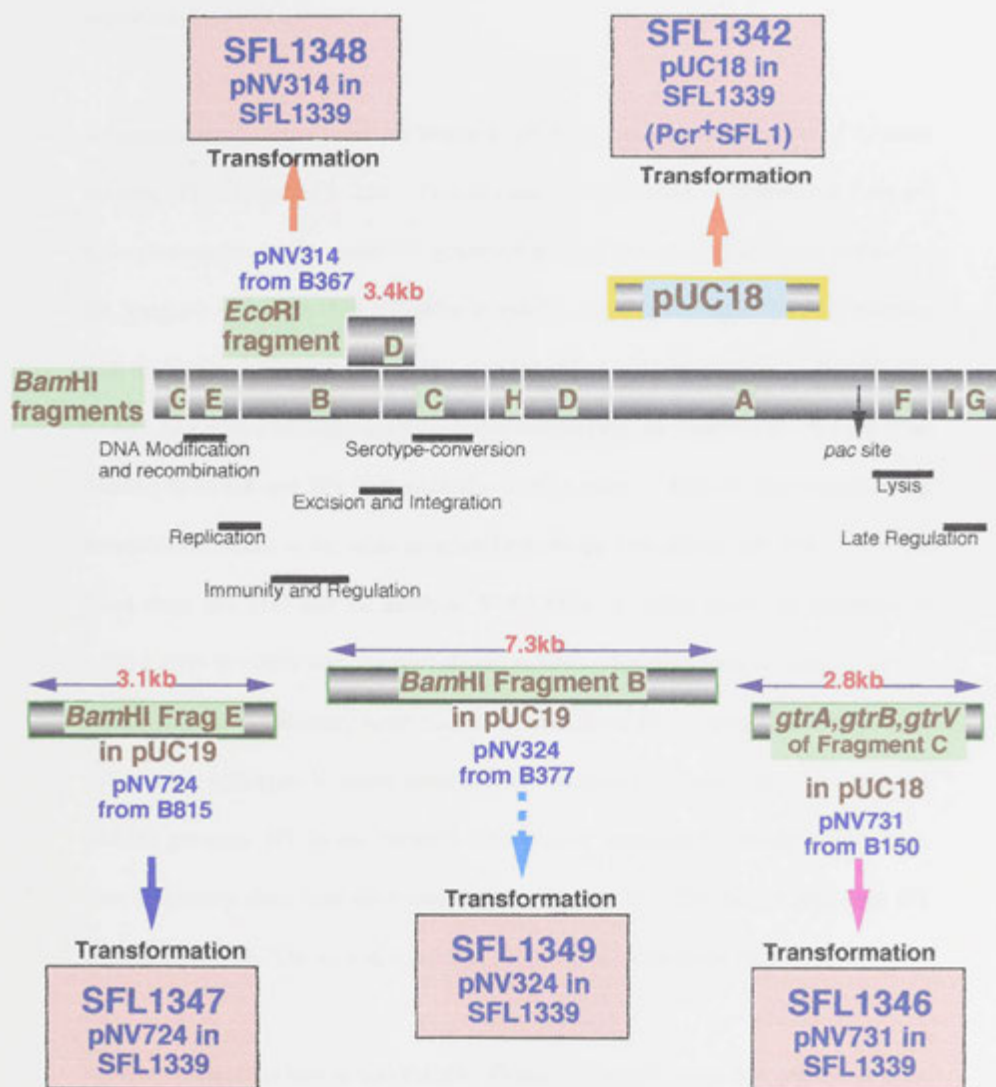 SFL1348
pNV314 in
SFL1339
Transformation
pNV314
from B367
SFL1342
pUC18 in
SFL1339
(Pcr+SFL1)
Transformation
pUC18
3.4kb
EcoRI
fragment
D
BamHI
fragments
G E B C H D A F I G
DNA Modification
and recombination
Serotype-conversion
pac site
Excision and Integration
Lysis
Replication
Late Regulation
Immunity and Regulation
3.1kb
BamHI Frag E
in pUC19
pNV724
from B815
Transformation
SFL1347
pNV724 in
SFL1339
7.3kb
BamHI Fragment B
in pUC19
pNV324
from B377
Transformation
SFL1349
pNV324 in
SFL1339
2.8kb
gtrA,gtrB,gtrV
of Fragment C
in pUC18
pNV731
from B150
Transformation
SFL1346
pNV731 in
SFL1339